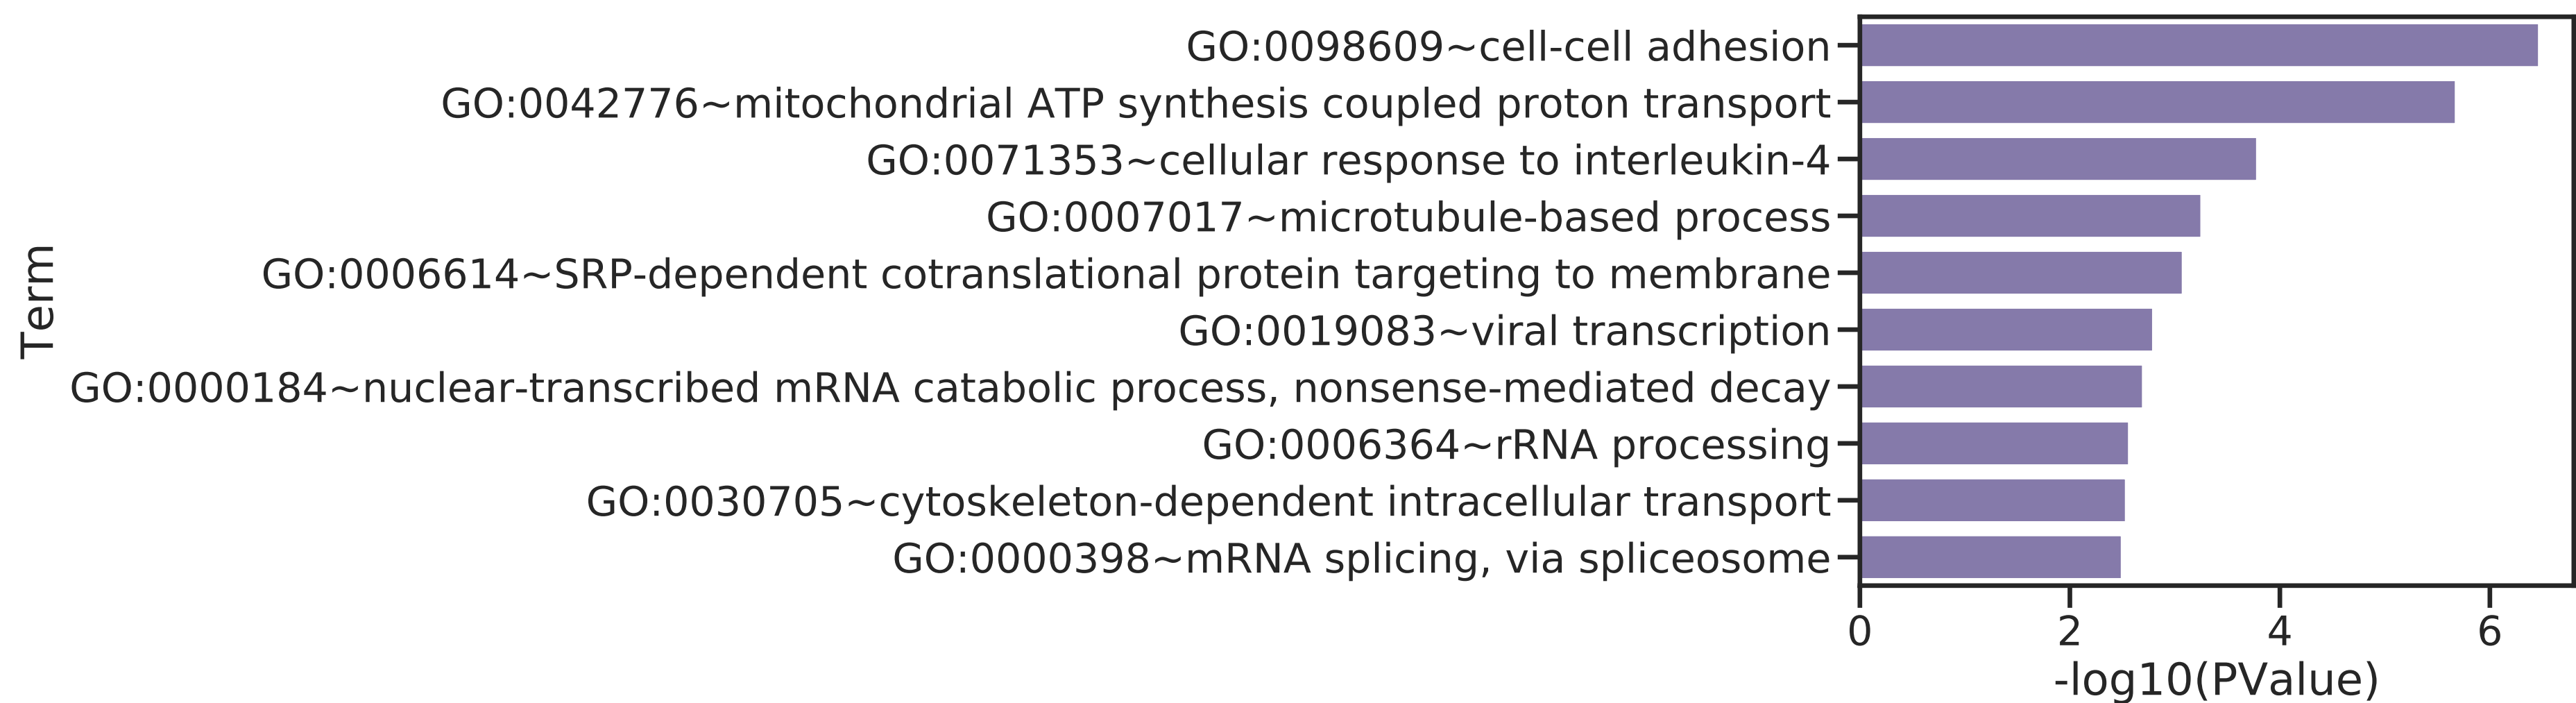 GO:0098609~cell-cell adhesion
GO:0042776~mitochondrial ATP synthesis coupled proton transport
GO:0071353~cellular response to interleukin-4
GO:0007017~microtubule-based process
GO:0006614~SRP-dependent cotranslational protein targeting to membrane
GO:0019083~viral transcription
GO:0000184~nuclear-transcribed mRNA catabolic process, nonsense-mediated decay
GO:0006364~rRNA processing
GO:0030705~cytoskeleton-dependent intracellular transport
GO:0000398~mRNA splicing, via spliceosome
Term
0 2 4 6
-log10(PValue)